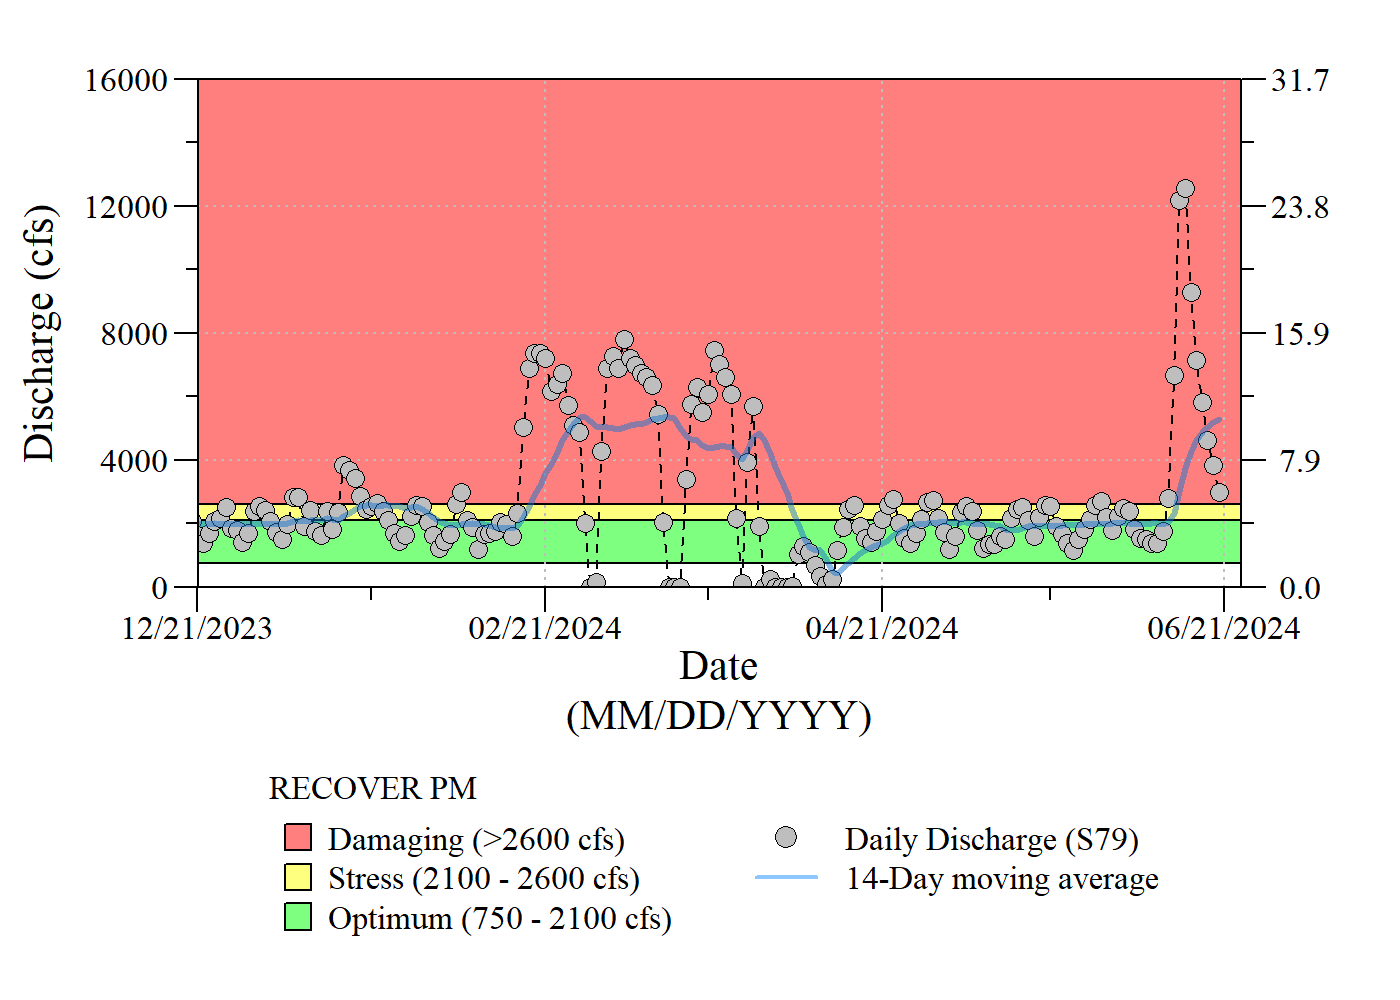 16000 31.7
12000 23.8
8000 15.9
4000 7.9
0 0.0
Discharge (cfs)
12/21/2023 02/21/2024 04/21/2024 06/21/2024
Date
(MM/DD/YYYY)
RECOVER PM
Damaging (>2600 cfs)
Stress (2100 - 2600 cfs)
Optimum (750 - 2100 cfs)
Daily Discharge (S79)
14-Day moving average